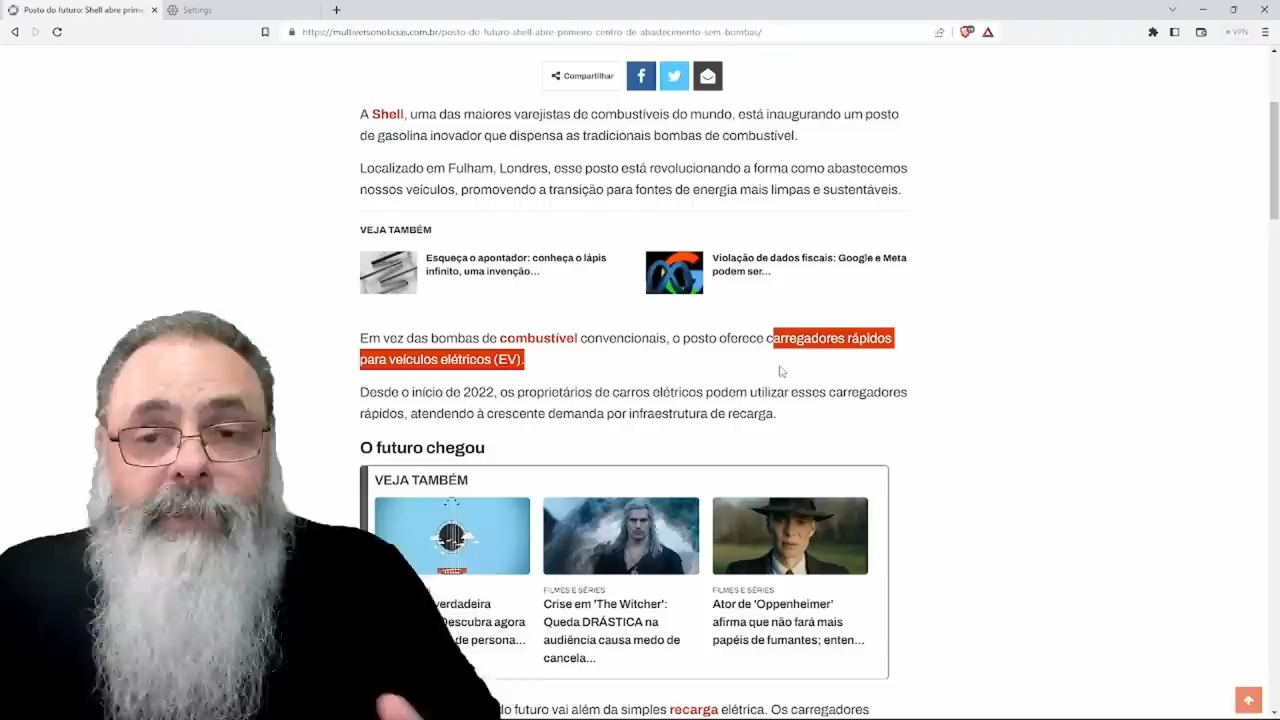 Posto do futuro: Shell abre prime
Settings
https://multiversonoticias.com.br/posto-do-futuro-shell-abre-primeiro-centro-de-abastecimento-sem-bombas/
VPN
Compartilhar
A Shell, uma das maiores varejistas de combustíveis do mundo, está inaugurando um posto
de gasolina inovador que dispensa as tradicionais bombas de combustível.
Localizado em Fulham, Londres, esse posto está revolucionando a forma como abastecemos
nossos veículos, promovendo a transição para fontes de energia mais limpas e sustentáveis.
VEJA TAMBÉM
Esqueça o apontador: conheça o lápis
infinito, uma invenção...
Violação de dados fiscais: Google e Meta
podem ser...
Em vez das bombas de combustível convencionais, o posto oferece carregadores rápidos
para veículos elétricos (EV).
Desde o início de 2022, os proprietários de carros elétricos podem utilizar esses carregadores
rápidos, atendendo à crescente demanda por infraestrutura de recarga.
O futuro chegou
VEJA TAMBÉM
verdadeira
Descubra agora
de persona...
FILMES E SÉRIES
Crise em 'The Witcher':
Queda DRÁSTICA na
audiência causa medo de
cancela...
FILMES E SÉRIES
Ator de 'Oppenheimer'
afirma que não fará mais
papéis de fumantes; enten...
do futuro vai além da simples recarga elétrica. Os carregadores